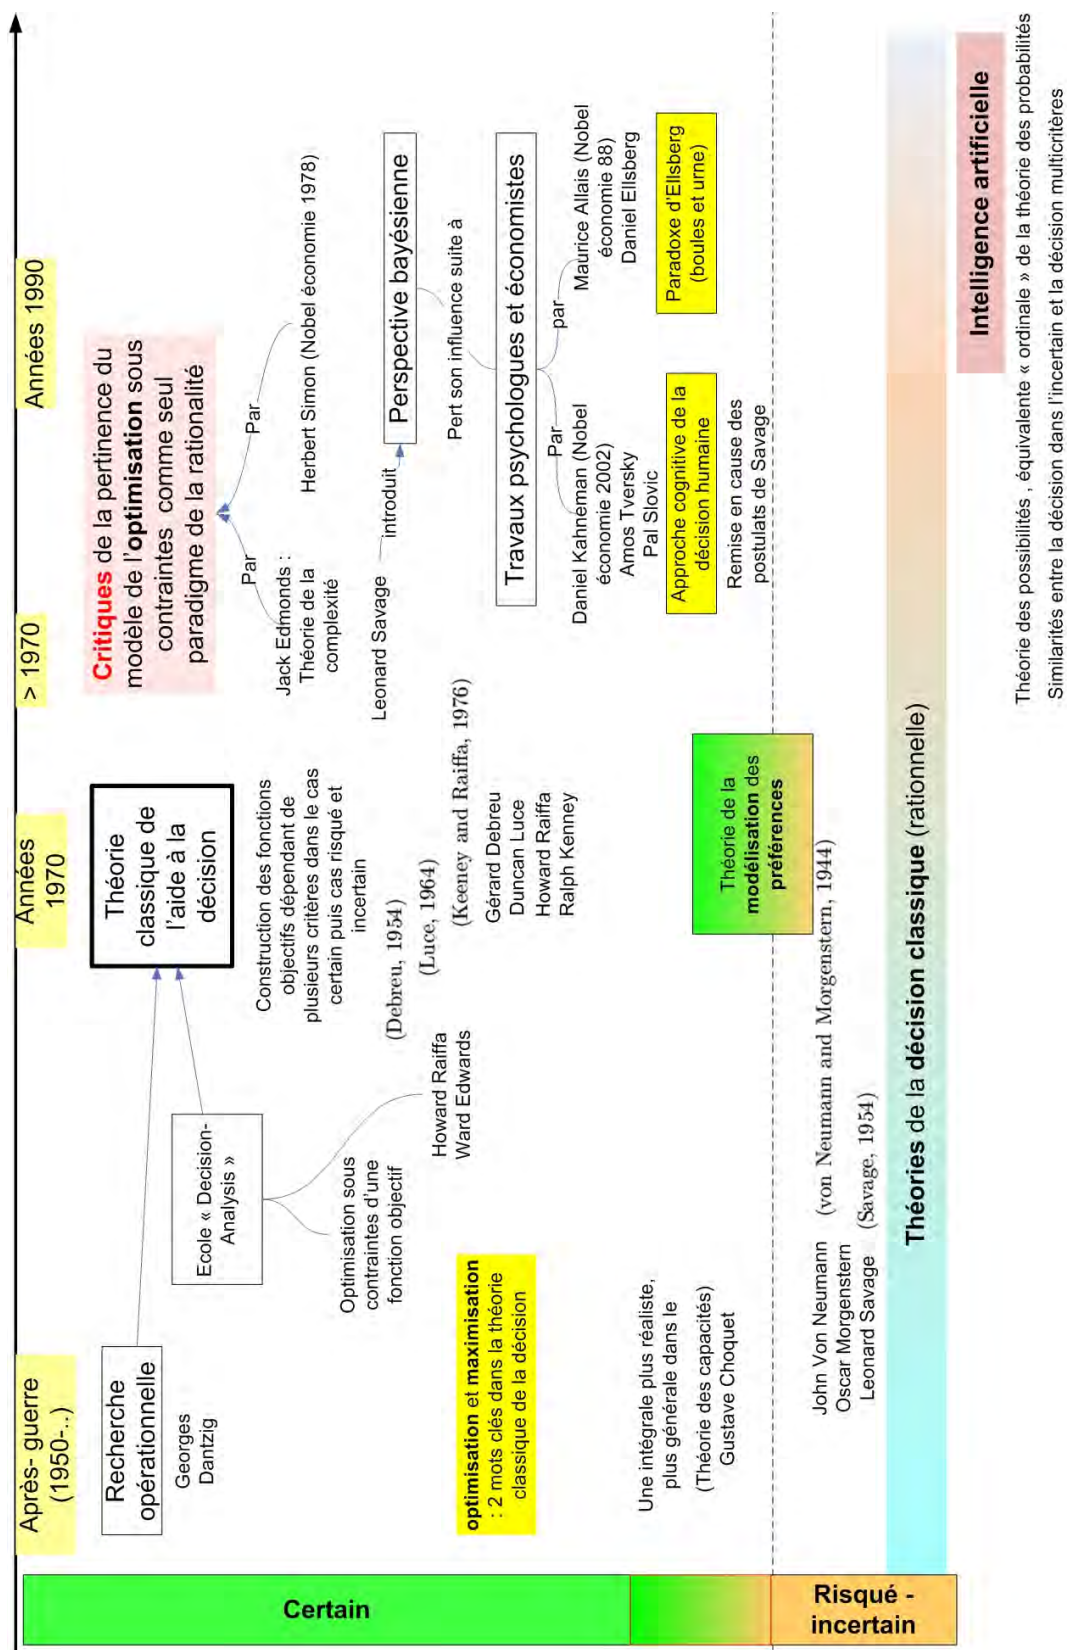 Après- guerre
(1950-..)
Années
1970
> 1970
Années 1990
Recherche
opérationnelle
Georges
Dantzig
Ecole « Decision-
Analysis »
Optimisation sous
contraintes d'une
fonction objectif
Howard Raiffa
Ward Edwards
optimisation et maximisation
: 2 mots clés dans la théorie
classique de la décision
Une intégrale plus réaliste,
plus générale dans le
(Théorie des capacités)
Gustave Choquet
Théorie
classique de
l'aide à la
décision
Construction des fonctions
objectifs dépendant de
plusieurs critères dans le cas
certain puis cas risqué et
incertain
(Debreu, 1954)
(Luce, 1964)
(Keeney and Raiffa, 1976)
Gérard Debreu
Duncan Luce
Howard Raiffa
Ralph Kenney
Théorie de la
modélisation des
préférences
Critiques de la pertinence du
modèle de l'optimisation sous
contraintes comme seul
paradigme de la rationalité
Par
Par
Jack Edmonds :
Théorie de la
complexité
Herbert Simon (Nobel économie 1978)
Leonard Savage
introduit
Perspective bayésienne
Pert son influence suite à
Travaux psychologues et économistes
Par
par
Daniel Kahneman (Nobel
économie 2002)
Amos Tversky
Pal Slovic
Maurice Allais (Nobel
économie 88)
Daniel Ellsberg
Approche cognitive de la
décision humaine
Paradoxe d'Ellsberg
(boules et urne)
Remise en cause des
postulats de Savage
John Von Neumann
Oscar Morgenstern
Leonard Savage
(von Neumann and Morgenstern, 1944)
(Savage, 1954)
Théories de la décision classique (rationnelle)
Intelligence artificielle
Théorie des possibilités , équivalente « ordinale » de la théorie des probabilités
Similarités entre la décision dans l'incertain et la décision multicritères
Certain
Risqué -
incertain